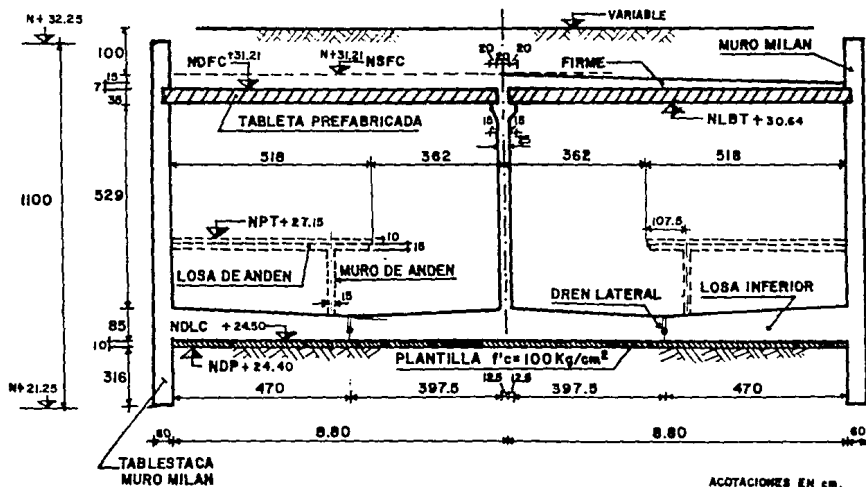 N+ 32.25
VARIABLE
100
20 20
MURO MILAN
NDFC +31.21
N+31.21 NSFC
FIRME
15
7
36
TABLETA PREFABRICADA
15 15
NLBT + 30.64
518
362
362
518
1100
529
NPT + 27.15
10
15
107.5
LOSA DE ANDEN
MURO DE ANDEN
15
DREN LATERAL
LOSA INFERIOR
85
NDLC + 24.50
10
PLANTILLA f'c= 100 Kg/cm²
NDP + 24.40
N+ 21.25
316
470
397.5
12.5
397.5
470
60
8.80
8.80
60
TABLESTACA
MURO MILAN
ACOTACIONES EN cm.